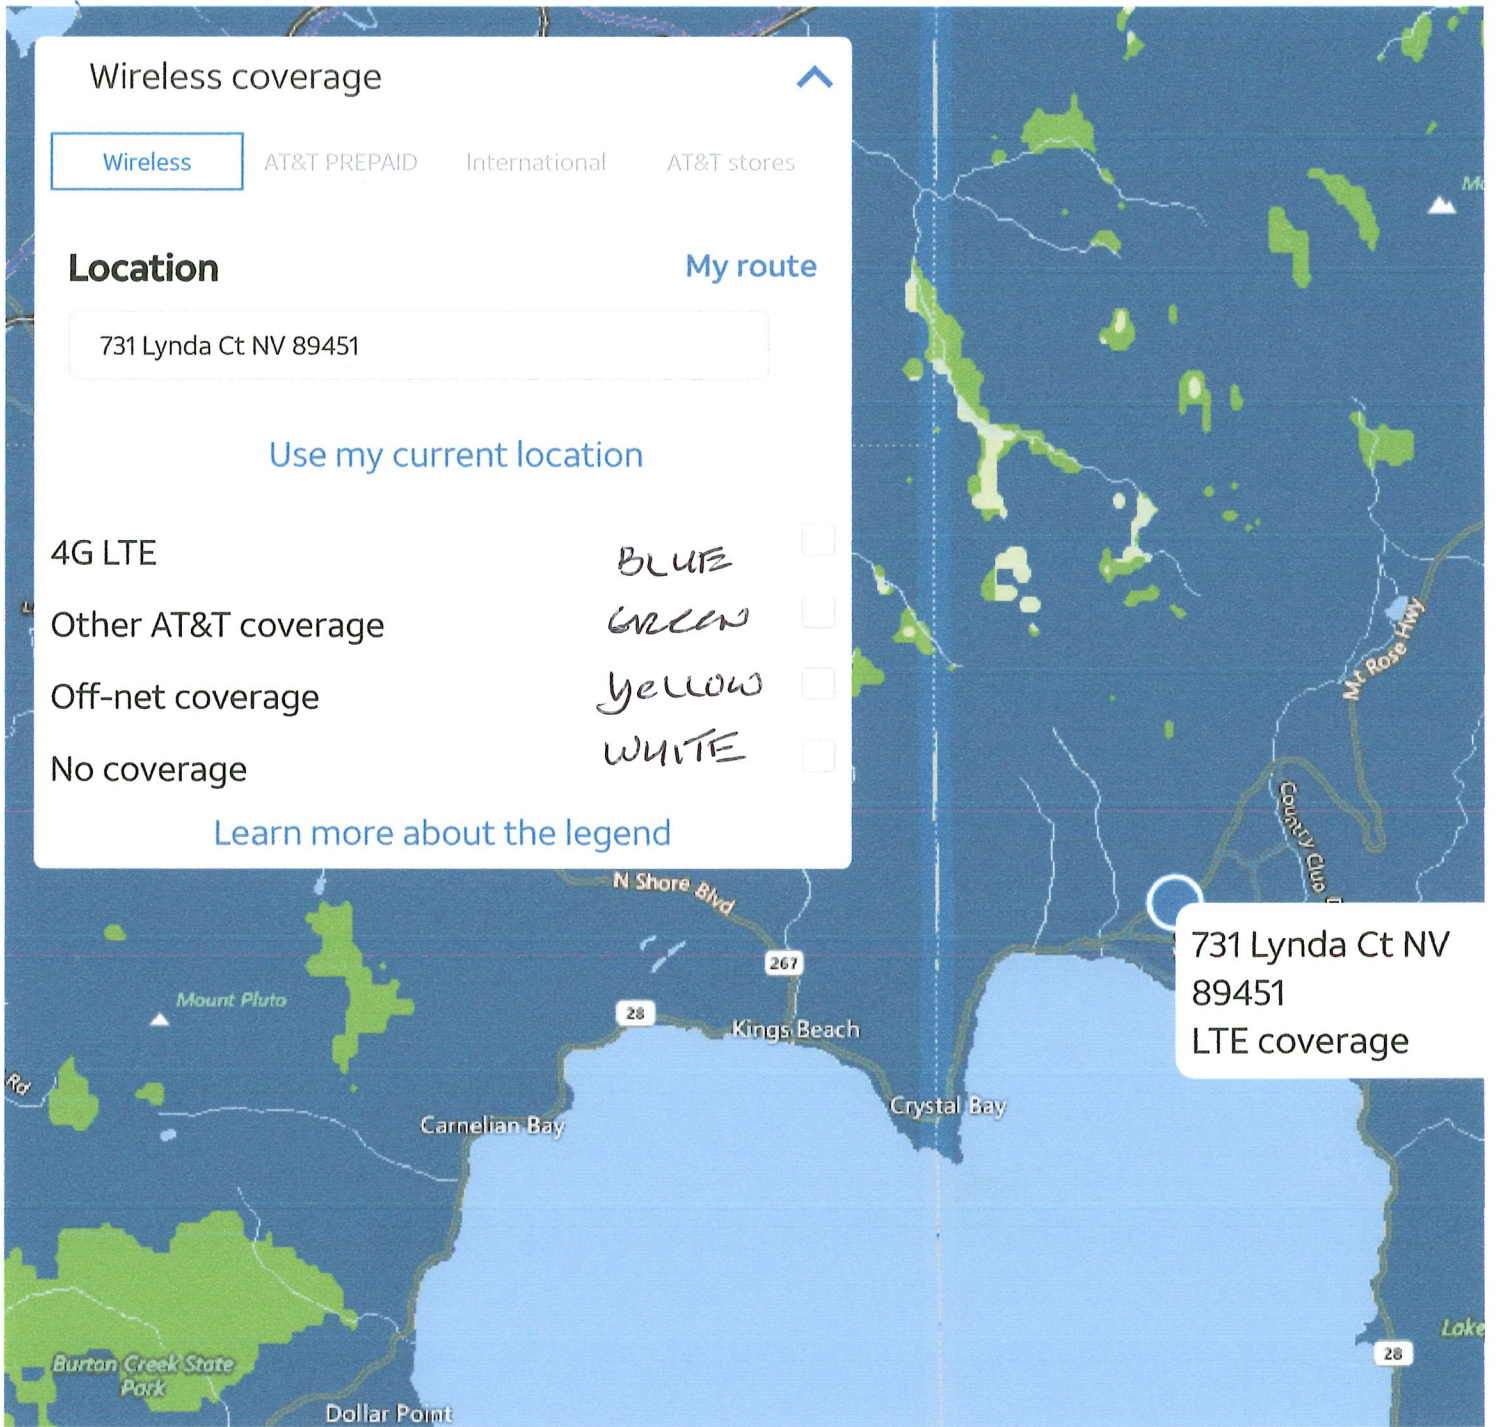 Wireless coverage
Wireless AT&T PREPAID International AT&T stores
Location My route
731 Lynda Ct NV 89451
Use my current location
4G LTE BLUE
Other AT&T coverage GREEN
Off-net coverage YELLOW
No coverage WHITE
Learn more about the legend
Mt Rose Hwy
Country Club
N Shore Blvd
267
731 Lynda Ct NV
89451
LTE coverage
Mount Pluto
28
Kings Beach
Rd
Crystal Bay
Carnelian Bay
Lake
28
Burton Creek State
Park
Dollar Point